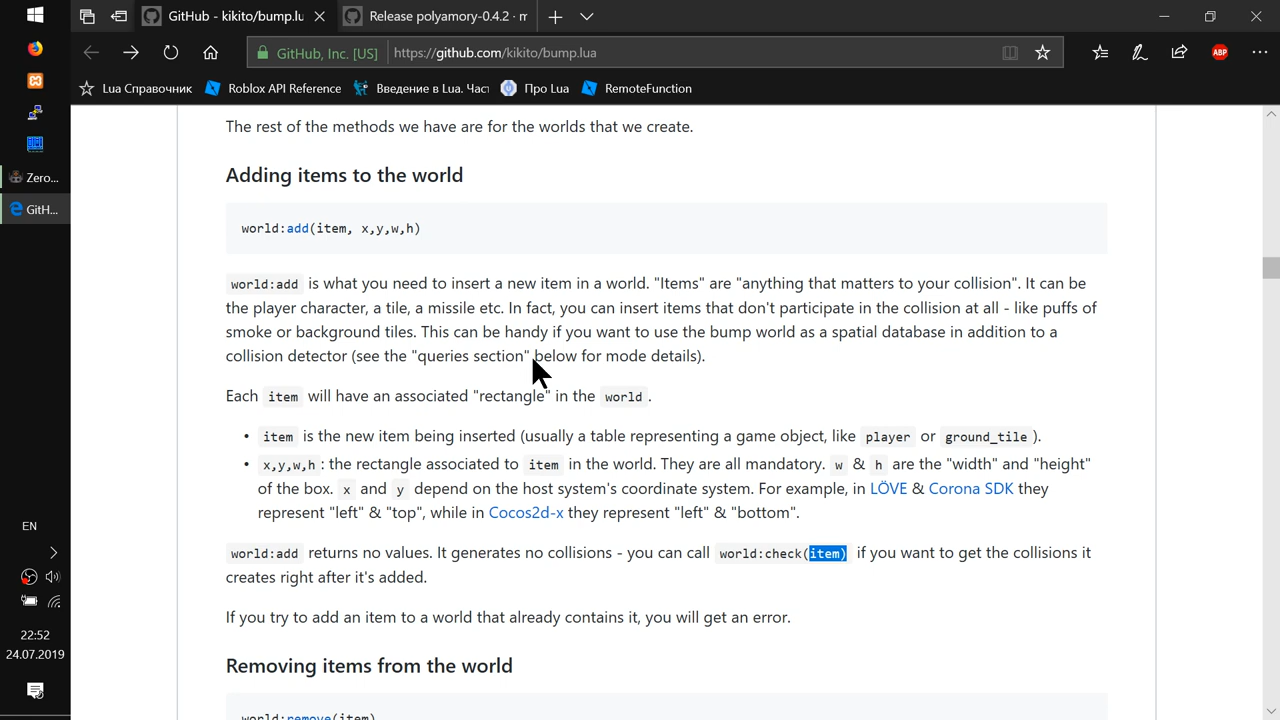 GitHub - kikito/bump.lu
Release polyamory-0.4.2 · r
GitHub, Inc. [US]
https://github.com/kikito/bump.lua
ABP
Lua Справочник
Roblox API Reference
Введение в Lua. Част
Про Lua
RemoteFunction
Zero...
GitH...
EN
22:52
24.07.2019
The rest of the methods we have are for the worlds that we create.
Adding items to the world
world:add(item, x,y,w,h)
world:add is what you need to insert a new item in a world. "Items" are "anything that matters to your collision". It can be
the player character, a tile, a missile etc. In fact, you can insert items that don't participate in the collision at all - like puffs of
smoke or background tiles. This can be handy if you want to use the bump world as a spatial database in addition to a
collision detector (see the "queries section" below for mode details).
Each item will have an associated "rectangle" in the world .
• item is the new item being inserted (usually a table representing a game object, like player or ground_tile ).
• x,y,w,h : the rectangle associated to item in the world. They are all mandatory. w & h are the "width" and "height"
of the box. x and y depend on the host system's coordinate system. For example, in LÖVE & Corona SDK they
represent "left" & "top", while in Cocos2d-x they represent "left" & "bottom".
world:add returns no values. It generates no collisions - you can call world:check(item) if you want to get the collisions it
creates right after it's added.
If you try to add an item to a world that already contains it, you will get an error.
Removing items from the world
world:remove(item)